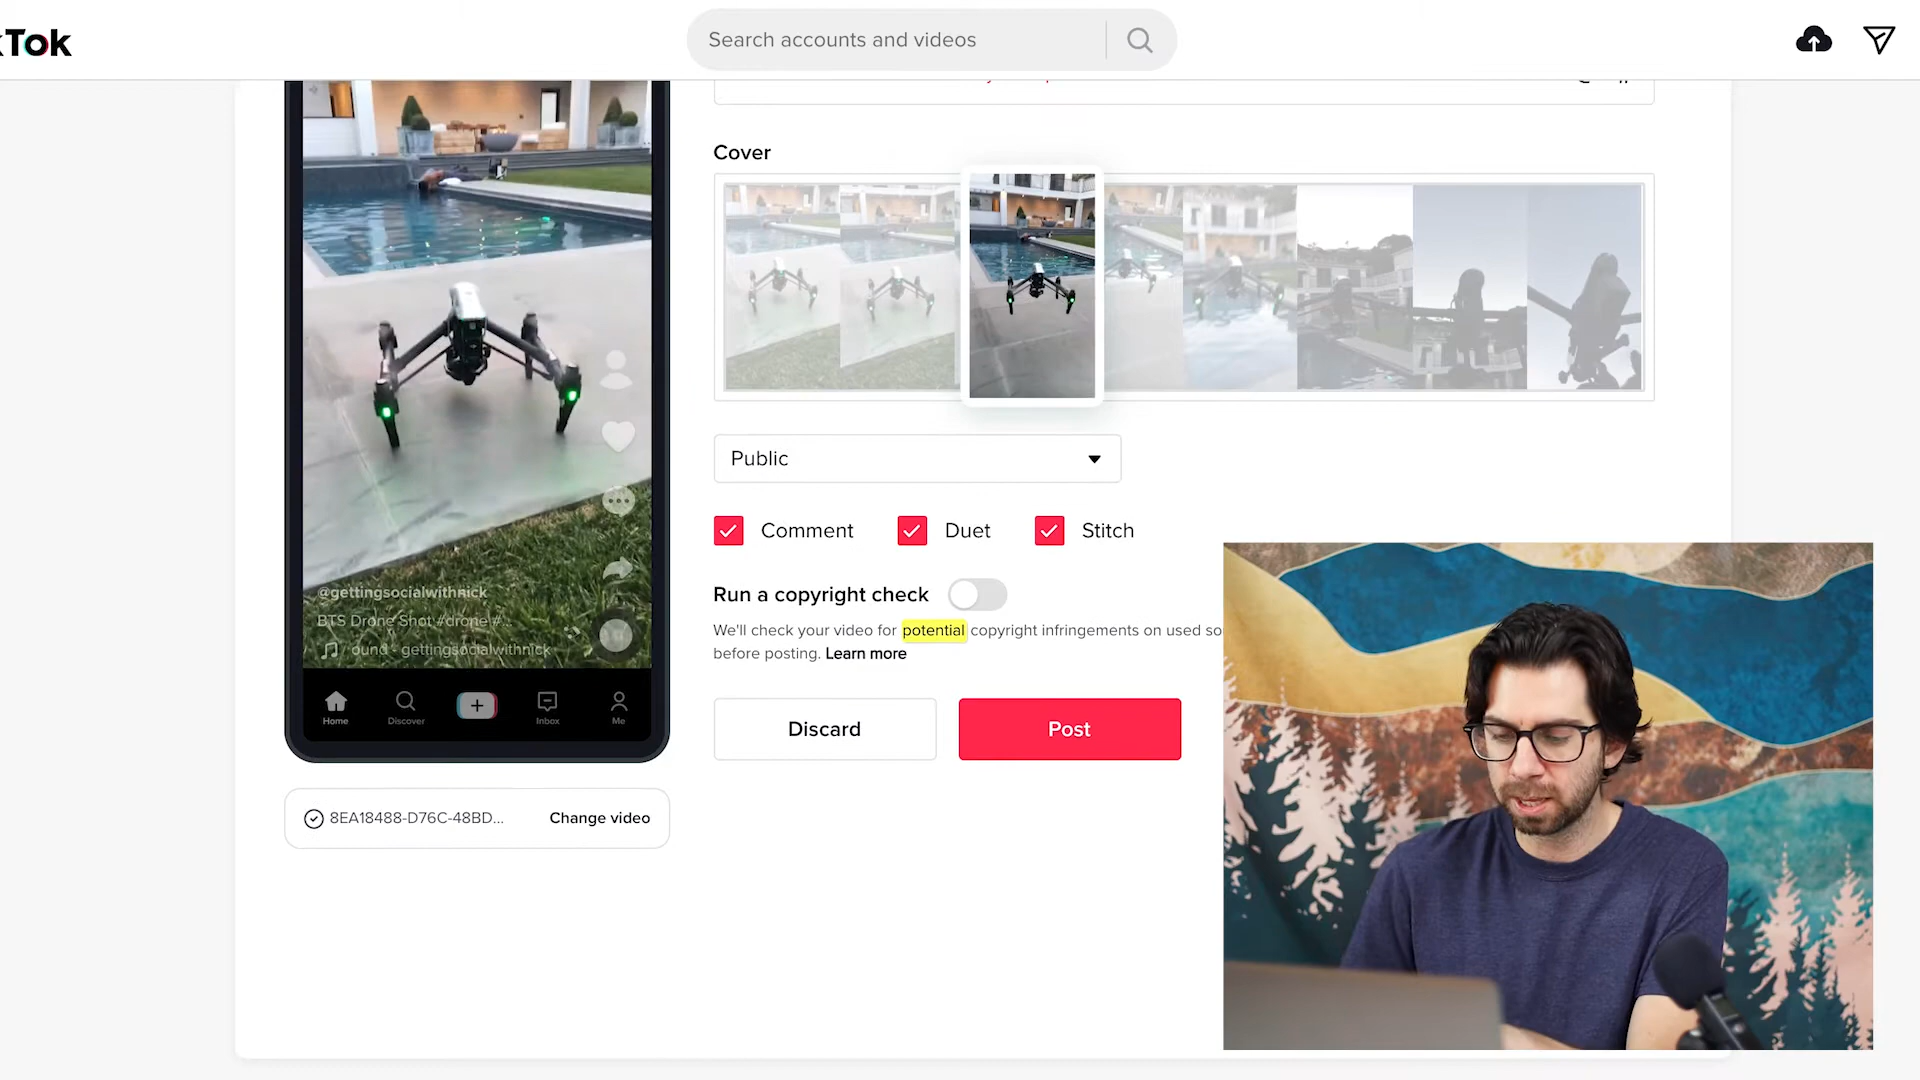 Tok
Search accounts and videos
Cover
Public
Comment
Duet
Stitch
Run a copyright check
We'll check your video for potential copyright infringements on used so
before posting. Learn more
Discard
Post
@gettingsocialwithnick
BTS Drone Shot #drone #...
ound - gettingsocialwithnick
Home
Discover
Inbox
Me
8EA18488-D76C-48BD...
Change video